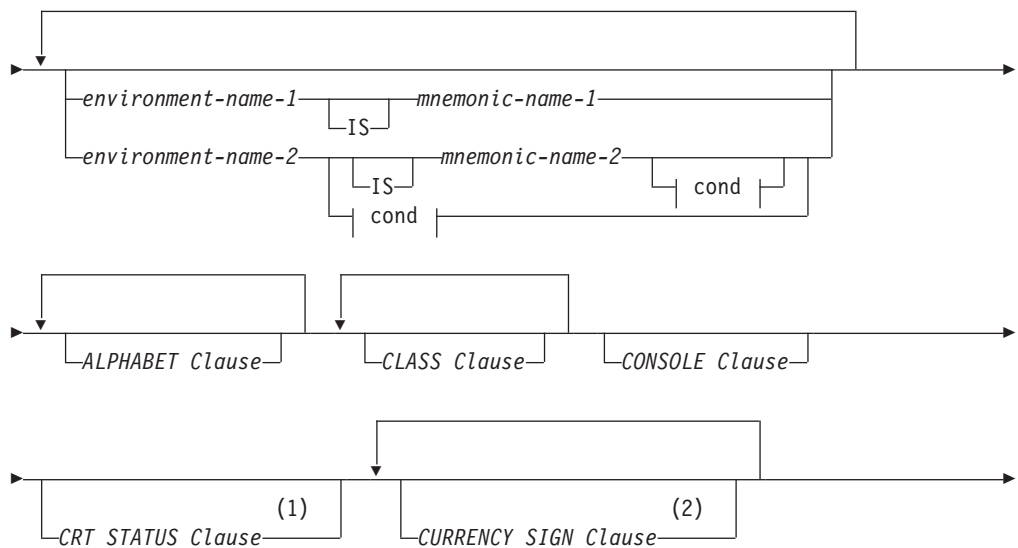 environment-name-1 IS mnemonic-name-1
environment-name-2 IS mnemonic-name-2 cond
cond
ALPHABET Clause CLASS Clause CONSOLE Clause
(1) (2)
CRT STATUS Clause CURRENCY SIGN Clause